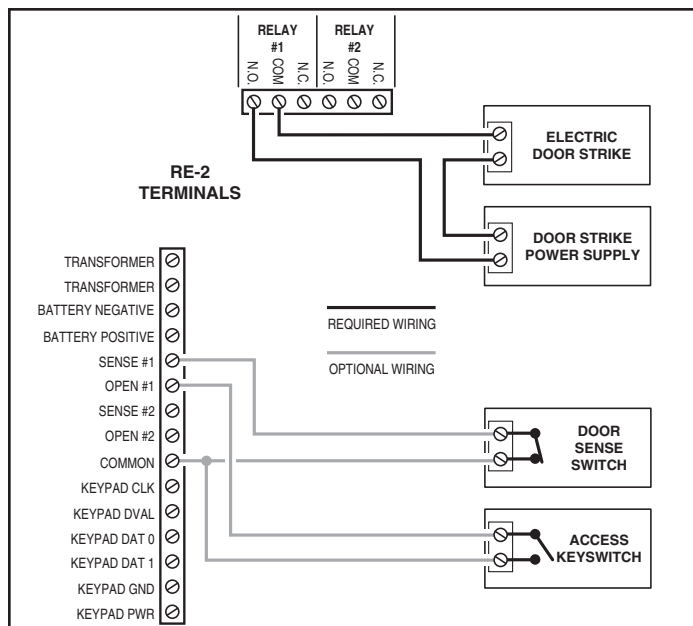 RELAY
#1
RELAY
#2
N.O.
COM
N.C.
N.O.
COM
N.C.
ELECTRIC
DOOR STRIKE
RE-2
TERMINALS
DOOR STRIKE
POWER SUPPLY
TRANSFORMER
TRANSFORMER
BATTERY NEGATIVE
BATTERY POSITIVE
SENSE #1
OPEN #1
SENSE #2
OPEN #2
COMMON
KEYPAD CLK
KEYPAD DVAL
KEYPAD DAT 0
KEYPAD DAT 1
KEYPAD GND
KEYPAD PWR
REQUIRED WIRING
OPTIONAL WIRING
DOOR
SENSE
SWITCH
ACCESS
KEYSWITCH